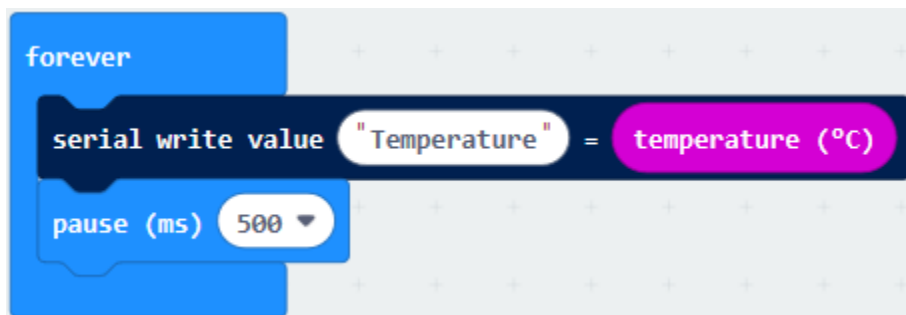 forever
serial write value "Temperature" = temperature (°C)
pause (ms) 500